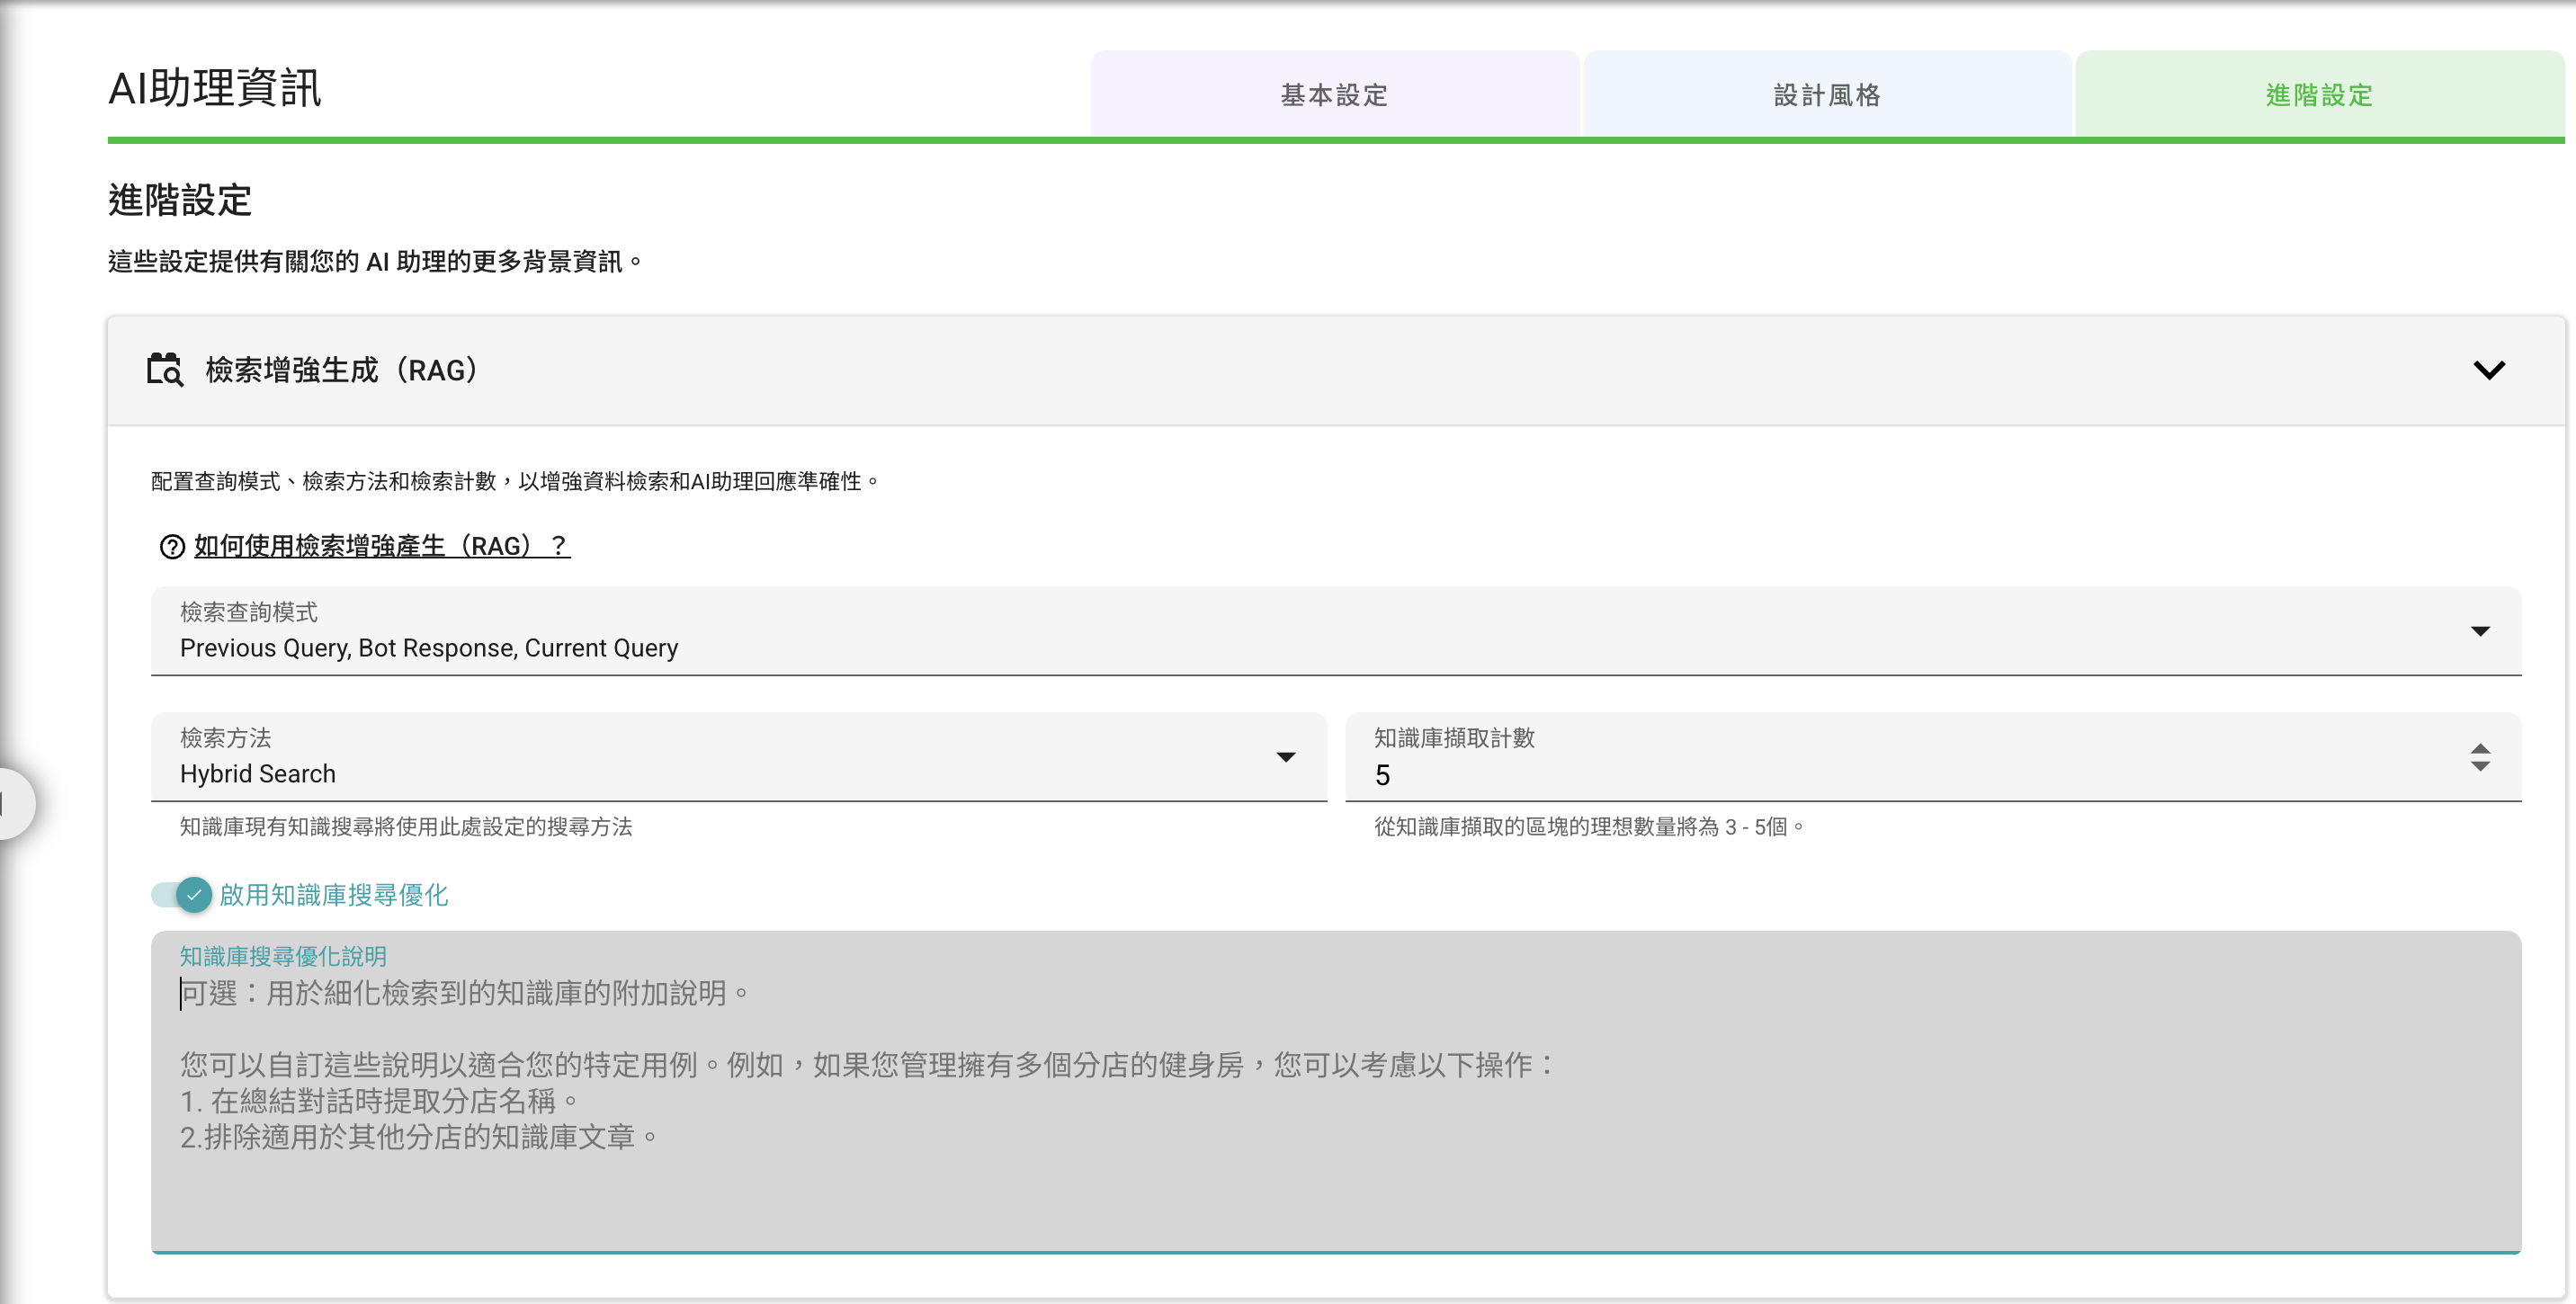 AI助理資訊
基本設定
設計風格
進階設定
進階設定
這些設定提供有關您的 AI 助理的更多背景資訊。
檢索增強生成（RAG）
配置查詢模式、檢索方法和檢索計數，以增強資料檢索和AI助理回應準確性。
如何使用檢索增強產生（RAG）？
檢索查詢模式
Previous Query, Bot Response, Current Query
檢索方法
Hybrid Search
知識庫現有知識搜尋將使用此處設定的搜尋方法
知識庫擷取計數
5
從知識庫擷取的區塊的理想數量將為 3 - 5個。
啟用知識庫搜尋優化
知識庫搜尋優化說明
可選：用於細化檢索到的知識庫的附加說明。
您可以自訂這些說明以適合您的特定用例。例如，如果您管理擁有多個分店的健身房，您可以考慮以下操作：
1. 在總結對話時提取分店名稱。
2.排除適用於其他分店的知識庫文章。